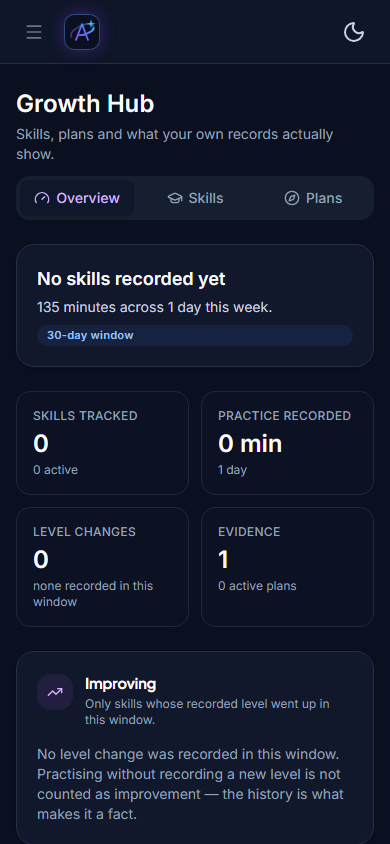 Growth Hub
Skills, plans and what your own records actually
show.
Overview
Skills
Plans
No skills recorded yet
135 minutes across 1 day this week.
30-day window
SKILLS TRACKED
0
0 active
PRACTICE RECORDED
0 min
1 day
LEVEL CHANGES
0
none recorded in this
window
EVIDENCE
1
0 active plans
Improving
Only skills whose recorded level went up in
this window.
No level change was recorded in this window.
Practising without recording a new level is not
counted as improvement — the history is what
makes it a fact.